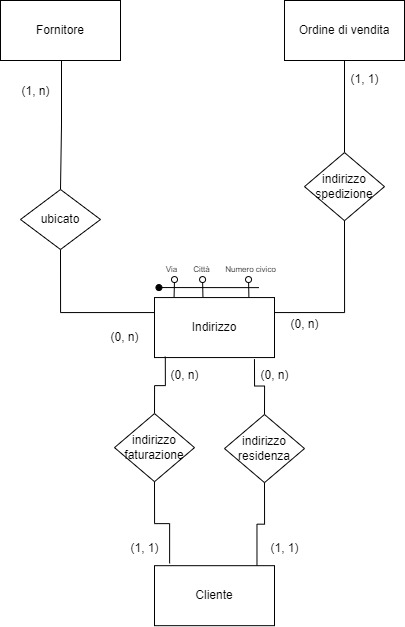 Fornitore
Ordine di vendita
(1, n)
(1, 1)
ubicato
indirizzo
spedizione
Via
Città
Numero civico
Indirizzo
(0, n)
(0, n)
(0, n)
(0, n)
indirizzo
faturazione
indirizzo
residenza
(1, 1)
(1, 1)
Cliente